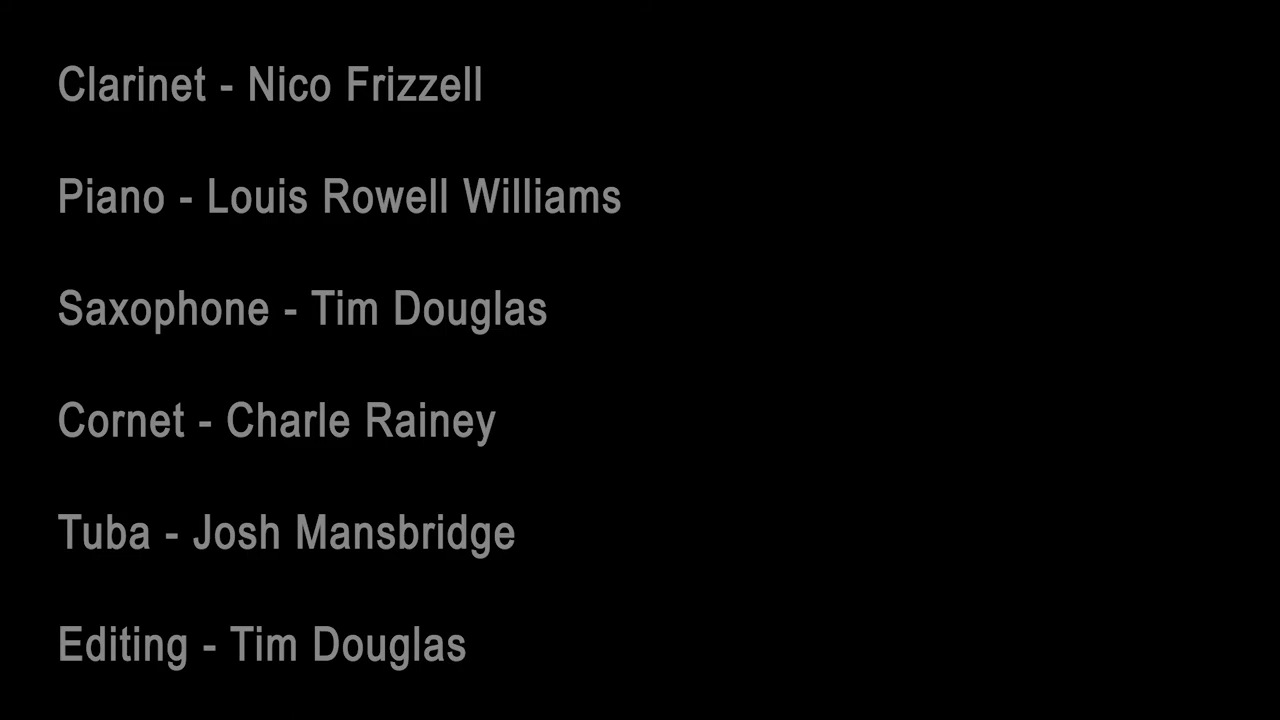 Clarinet - Nico Frizzell
Piano - Louis Rowell Williams
Saxophone - Tim Douglas
Cornet - Charle Rainey
Tuba - Josh Mansbridge
Editing - Tim Douglas